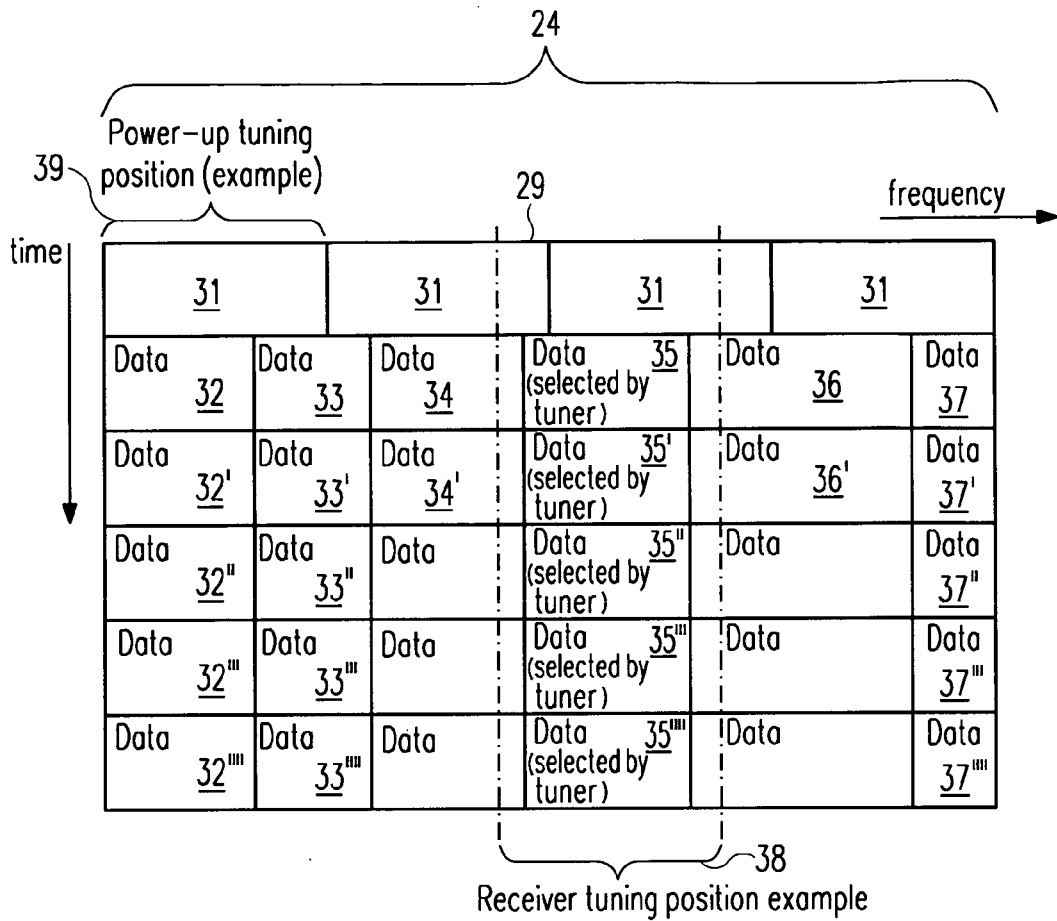 24
Power-up tuning
position (example)
39
29
frequency
time
31 31 31 31
Data 32 Data 33 Data 34 Data 35 (selected by tuner) Data 36 Data 37
Data 32' Data 33' Data 34' Data 35' (selected by tuner) Data 36' Data 37'
Data 32'' Data 33'' Data Data 35'' (selected by tuner) Data Data 37''
Data 32''' Data 33''' Data Data 35''' (selected by tuner) Data Data 37'''
Data 32'''' Data 33'''' Data Data 35'''' (selected by tuner) Data Data 37''''
38
Receiver tuning position example